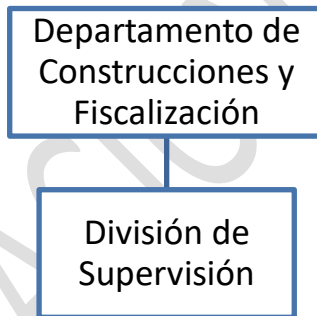 Departamento de
Construcciones y
Fiscalización
División de
Supervisión